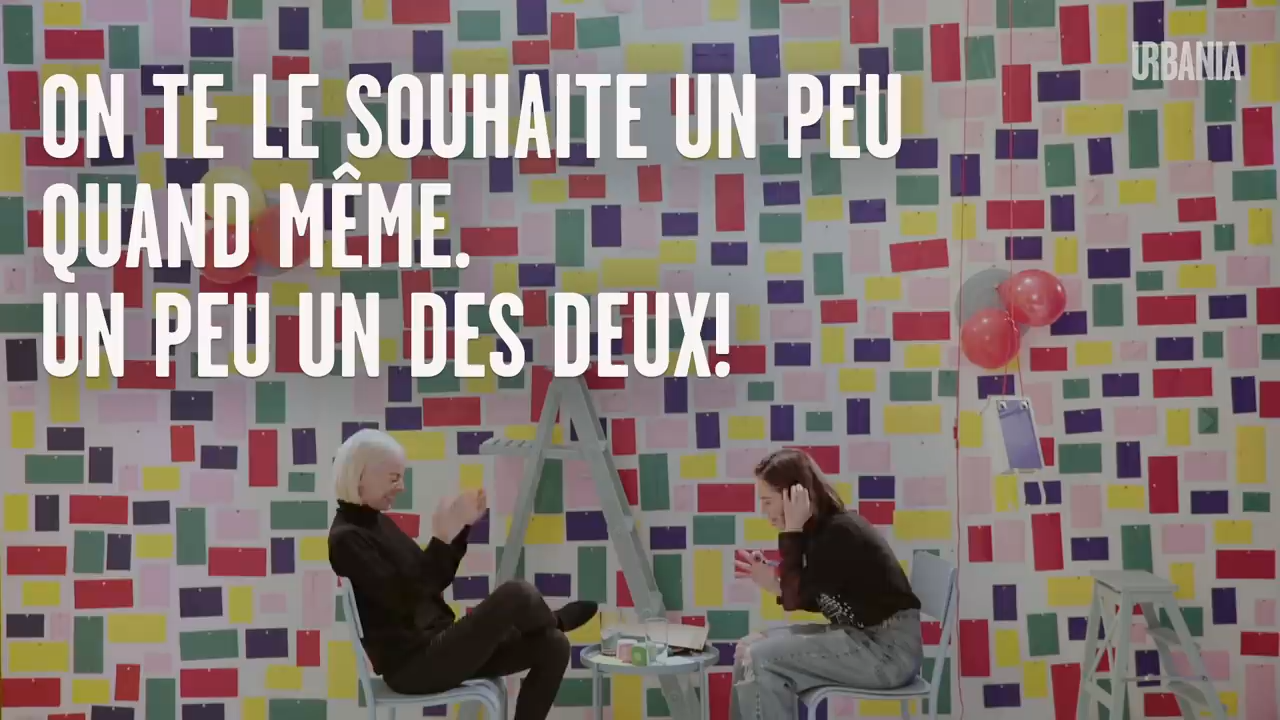 URBANIA
ON TE LE SOUHAITE UN PEU
QUAND MÊME.
UN PEU UN DES DEUX!